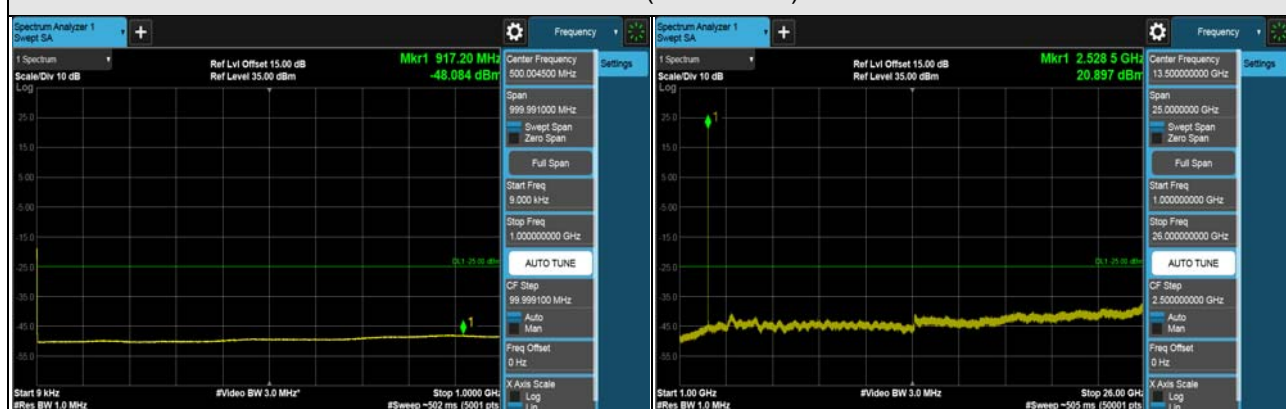 Spectrum Analyzer 1
Swept SA
+
Frequency
1 Spectrum
Scale/Div 10 dB
Log
Ref Lvl Offset 15.00 dB
Ref Level 35.00 dBm
Mkr1 917.20 MHz
-48.084 dBm
25.0
15.0
5.00
-5.00
-15.0
-25.0
-35.0
-45.0
-55.0
DL1 -25.00 dBm
1
Start 9 kHz
#Res BW 1.0 MHz
#Video BW 3.0 MHz*
Stop 1.0000 GHz
#Sweep ~502 ms (5001 pts
Center Frequency
500.004500 MHz
Settings
Span
999.991000 MHz
Swept Span
Zero Span
Full Span
Start Freq
9.000 kHz
Stop Freq
1.000000000 GHz
AUTO TUNE
CF Step
99.999100 MHz
Auto
Man
Freq Offset
0 Hz
X Axis Scale
Log
Lin
Spectrum Analyzer 1
Swept SA
+
Frequency
1 Spectrum
Scale/Div 10 dB
Log
Ref Lvl Offset 15.00 dB
Ref Level 35.00 dBm
Mkr1 2.528 5 GHz
20.897 dBm
25.0
15.0
5.00
-5.00
-15.0
-25.0
-35.0
-45.0
-55.0
1
DL1 -25.00 dBm
Start 1.00 GHz
#Res BW 1.0 MHz
#Video BW 3.0 MHz
Stop 26.00 GHz
#Sweep ~505 ms (50001 pts
Center Frequency
13.500000000 GHz
Settings
Span
25.0000000 GHz
Swept Span
Zero Span
Full Span
Start Freq
1.000000000 GHz
Stop Freq
26.000000000 GHz
AUTO TUNE
CF Step
2.500000000 GHz
Auto
Man
Freq Offset
0 Hz
X Axis Scale
Log
Lin